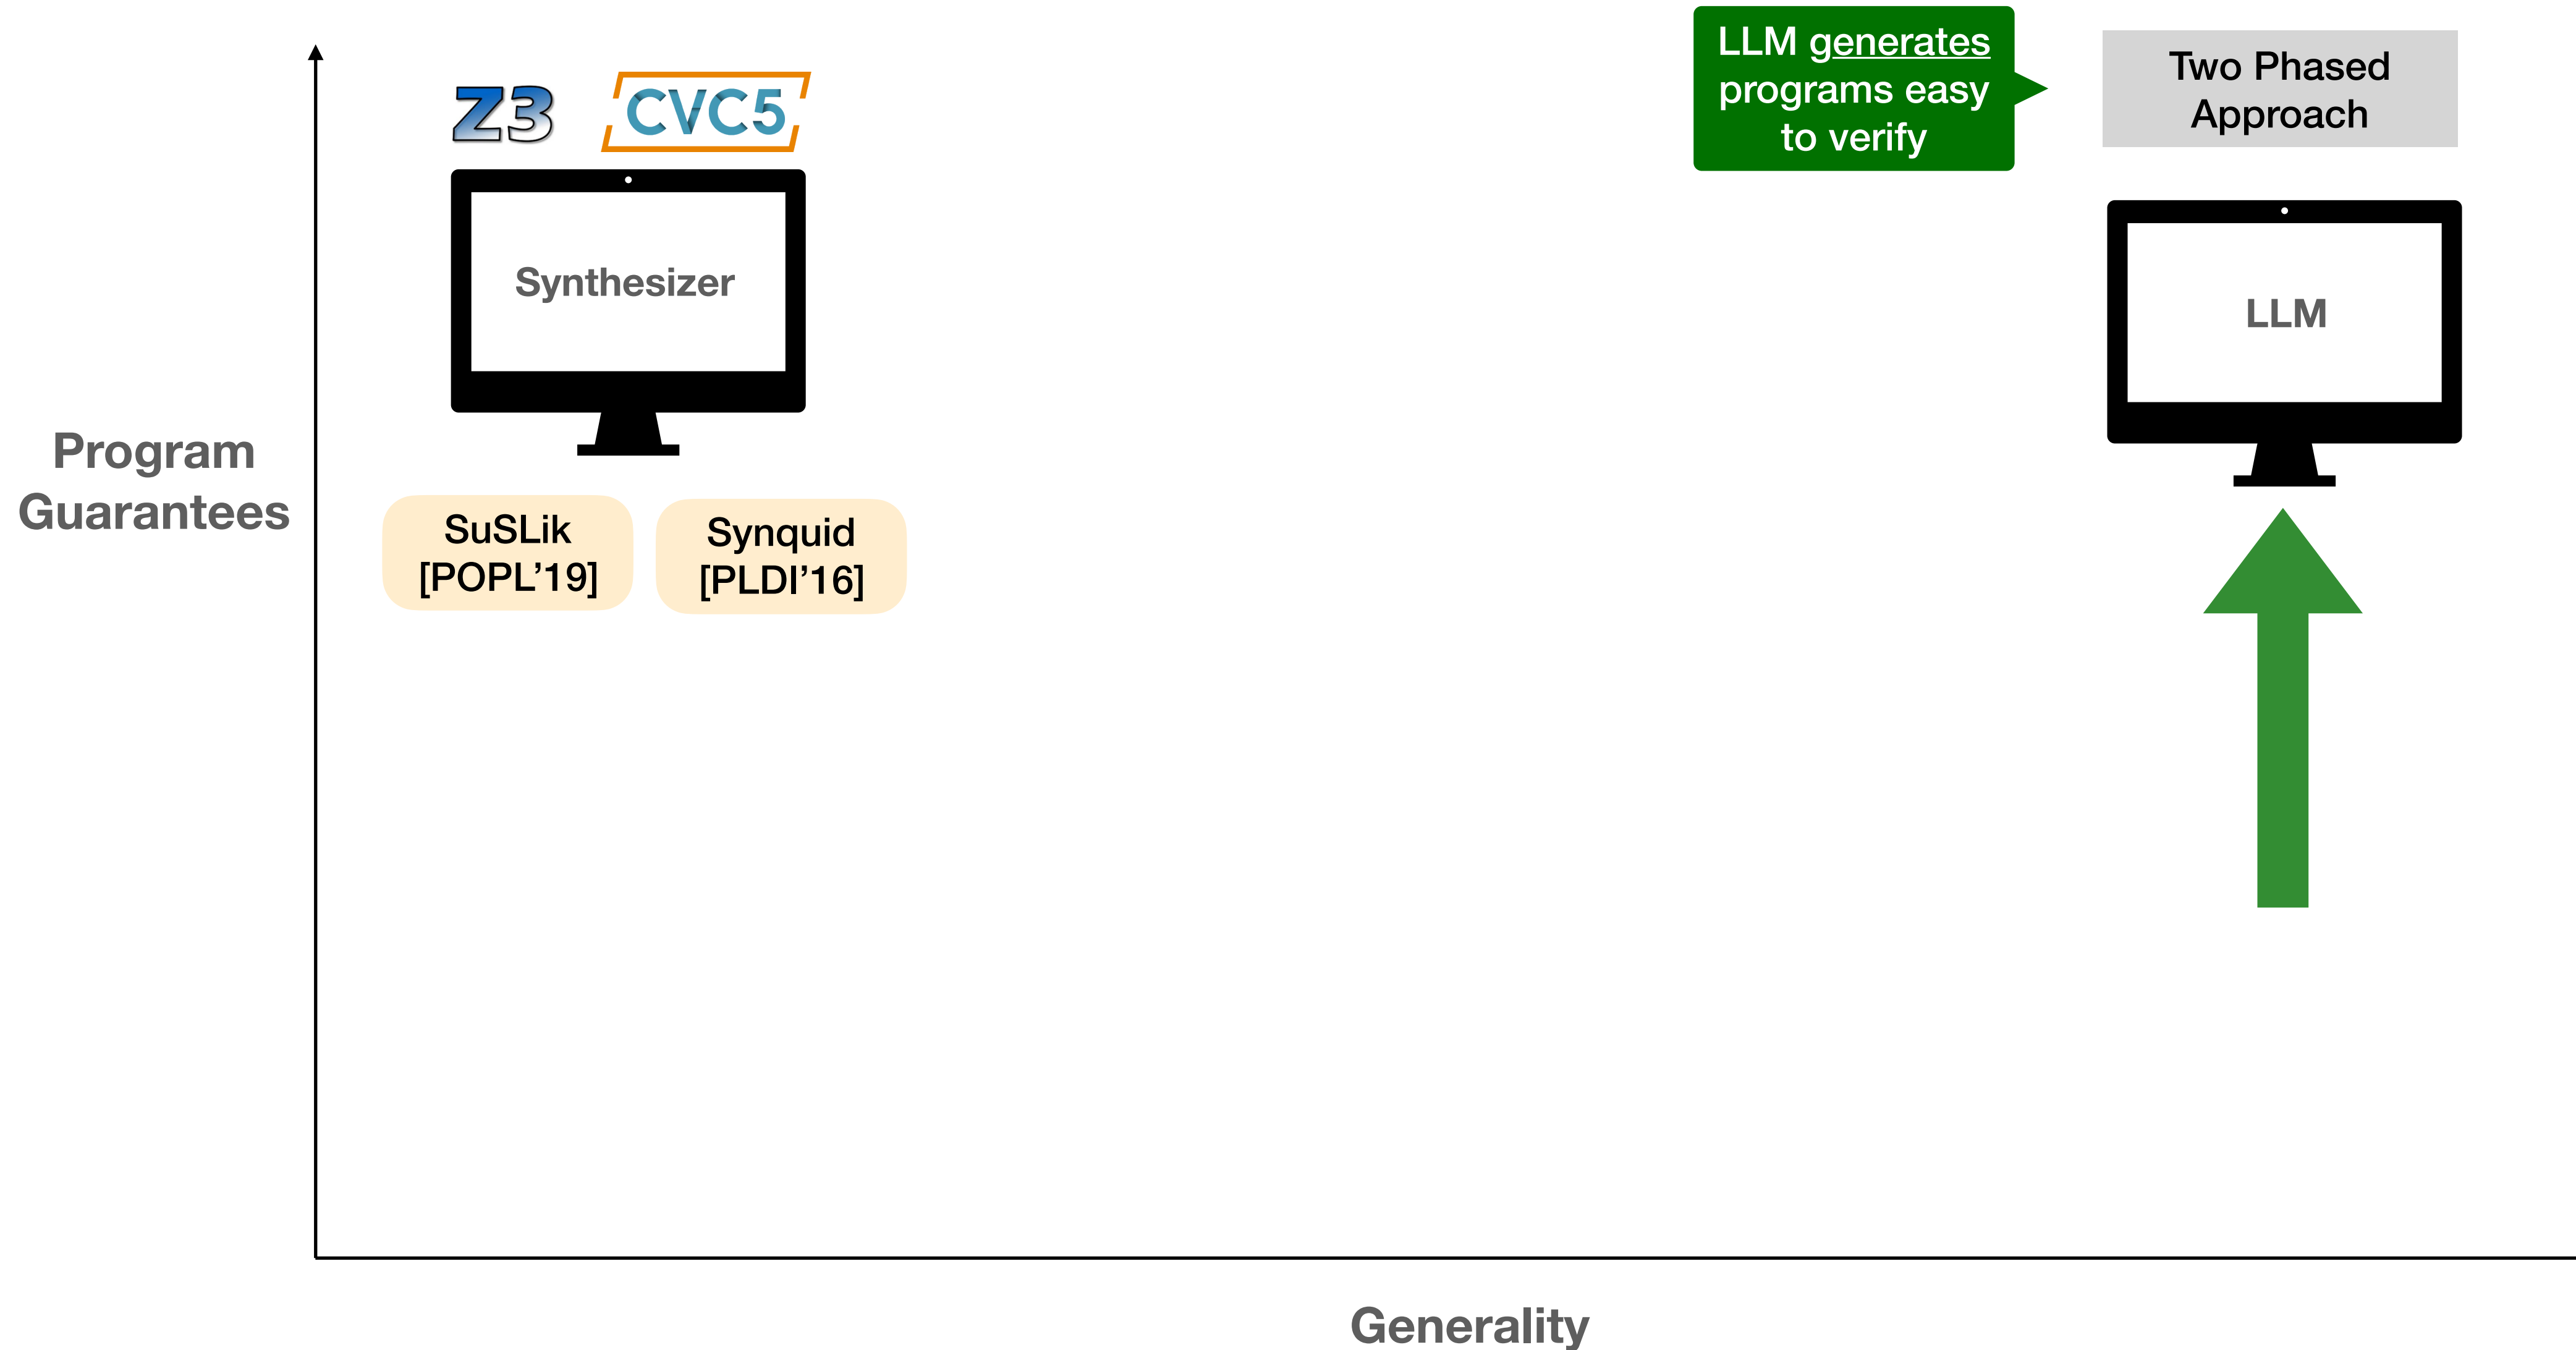 Z3
CVC5
Synthesizer
SuSLik
[POPL’19]
Synquid
[PLDI’16]
LLM generates
programs easy
to verify
Two Phased
Approach
LLM
Program
Guarantees
Generality